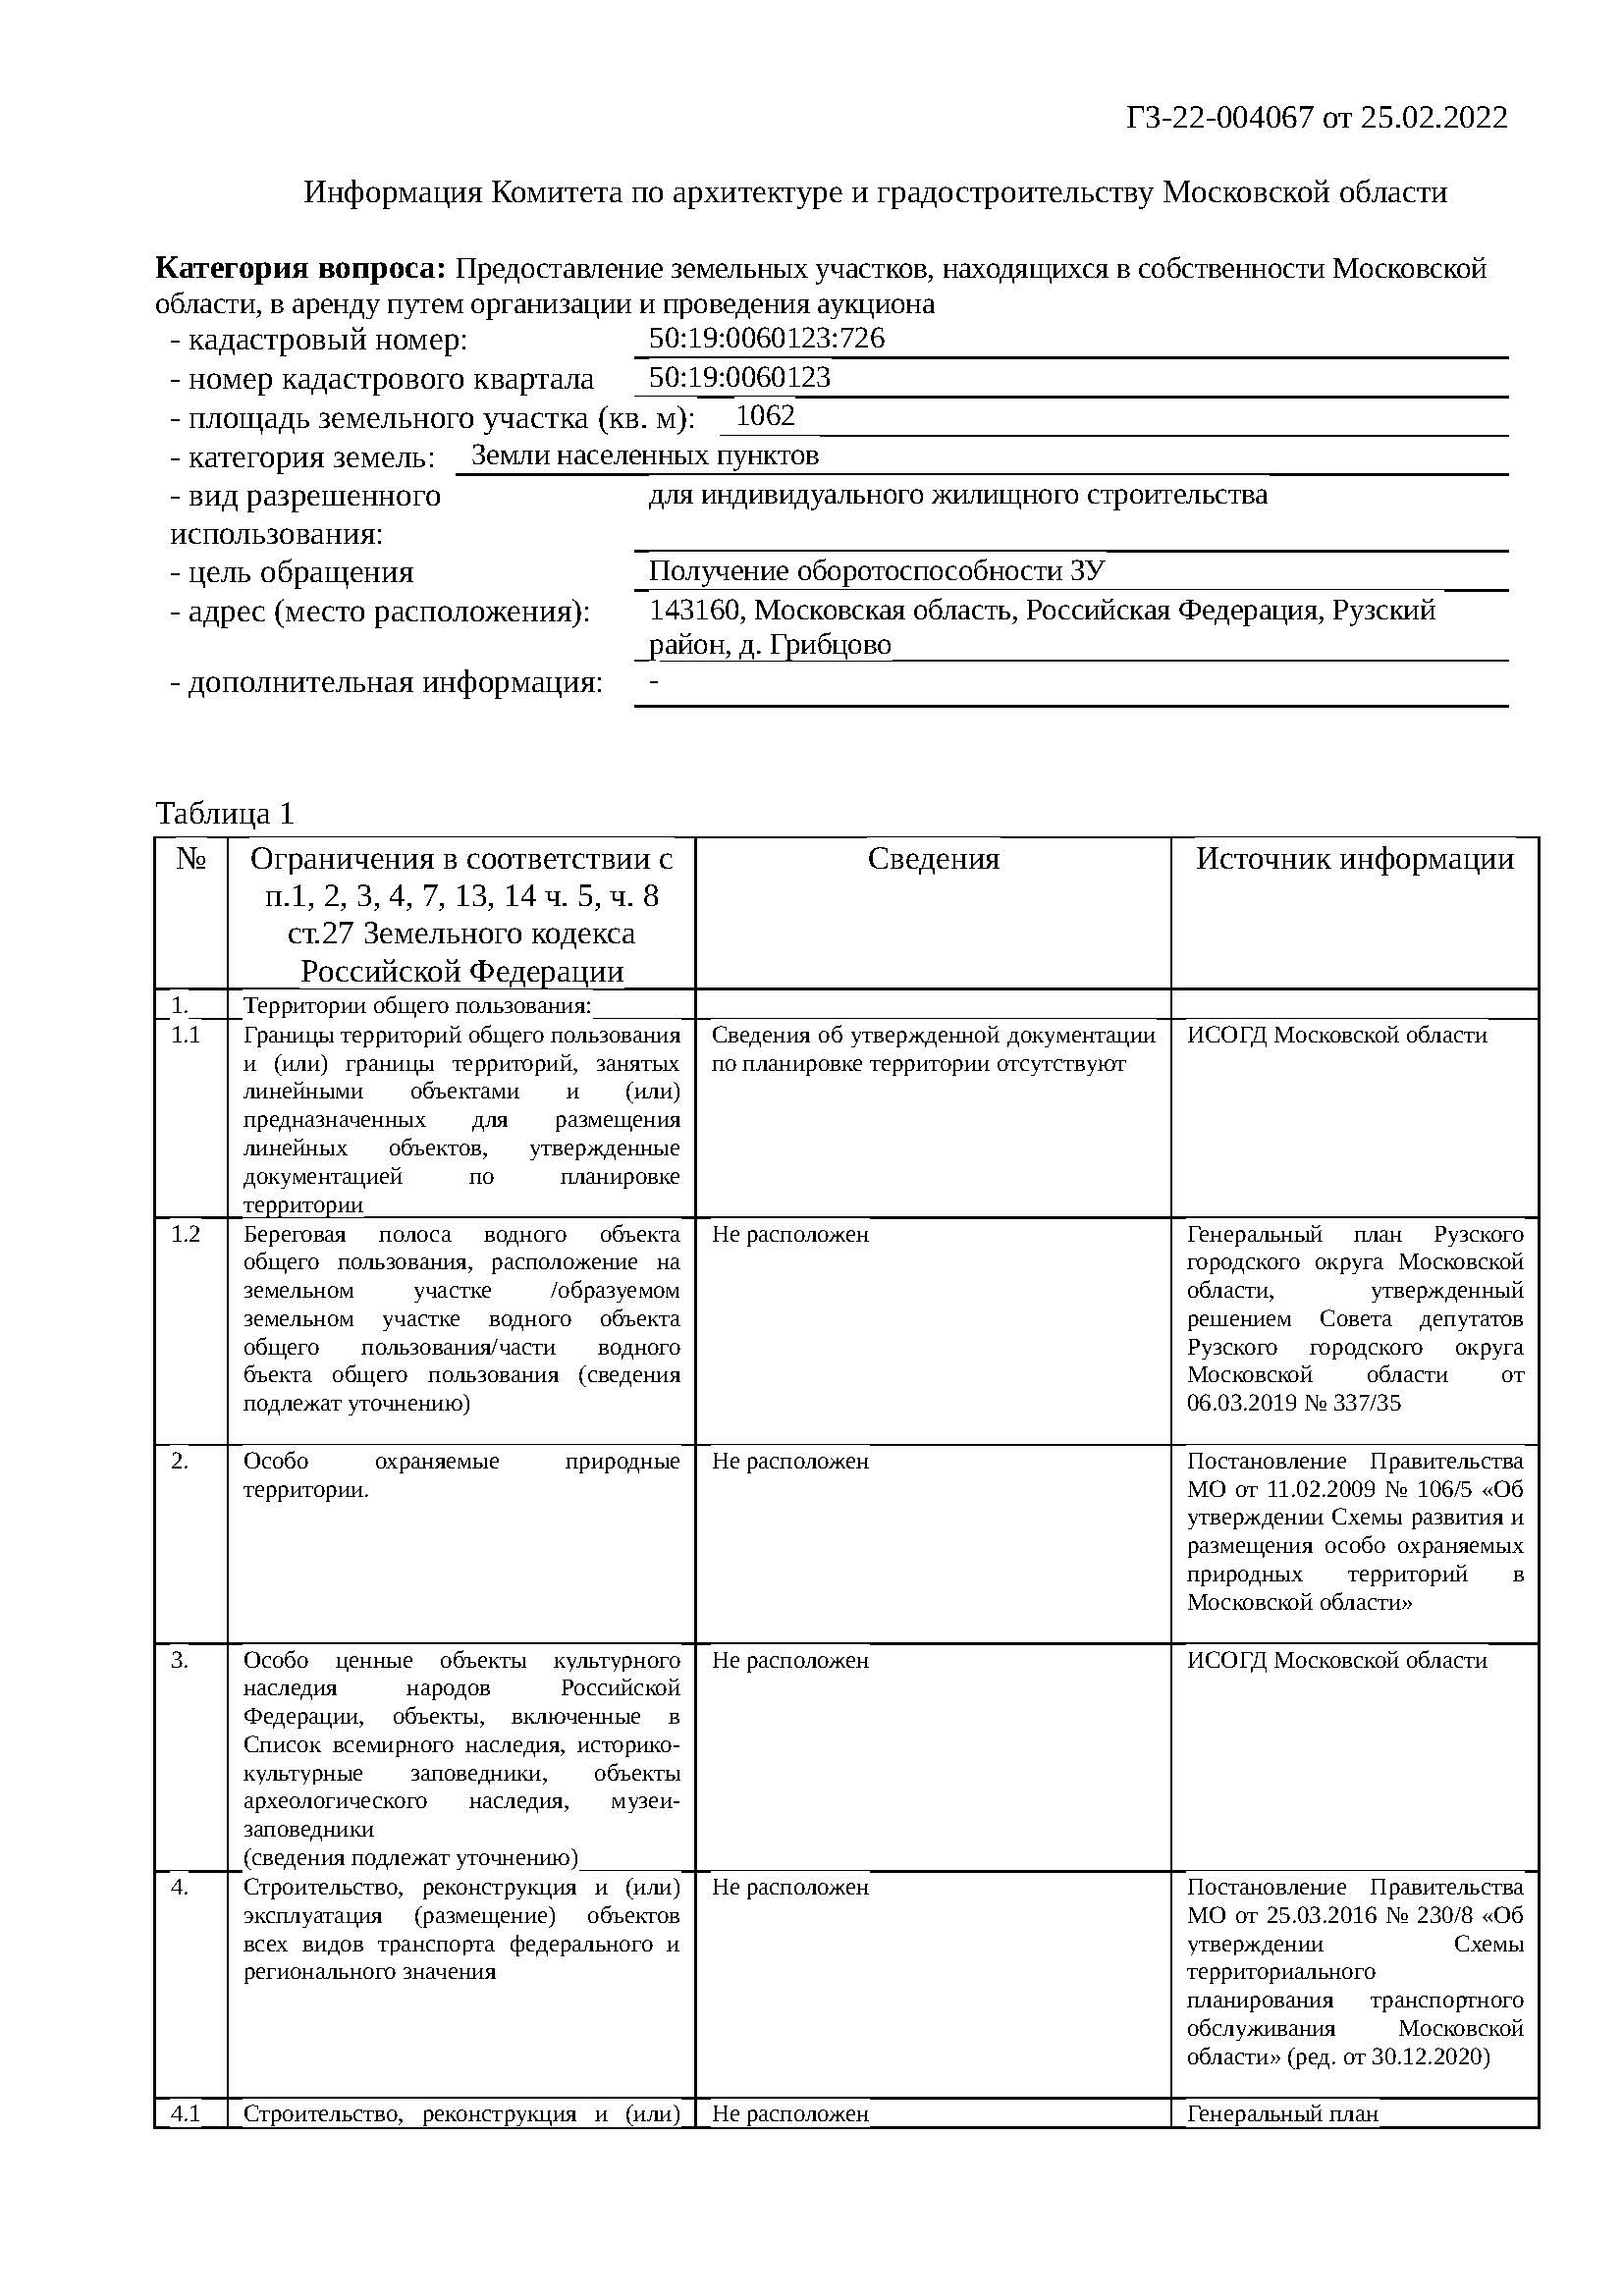 ГЗ-22-004067 от 25.02.2022
Информация Комитета по архитектуре и градостроительству Московской области
Категория вопроса: Предоставление земельных участков, находящихся в собственности Московской
области, в аренду путем организации и проведения аукциона
- кадастровый номер: 50:19:0060123:726
- номер кадастрового квартала 50:19:0060123
- площадь земельного участка (кв. м): 1062
- категория земель: Земли населенных пунктов
- вид разрешенного
использования:
для индивидуального жилищного строительства
- цель обращения Получение оборотоспособности ЗУ
- адрес (место расположения): 143160, Московская область, Российская Федерация, Рузский
район, д. Грибцово
- дополнительная информация: -
Таблица 1
№
Ограничения в соответствии с
п.1, 2, 3, 4, 7, 13, 14 ч. 5, ч. 8
ст.27 Земельного кодекса
Российской Федерации
Сведения
Источник информации
1.
Территории общего пользования:
1.1
Границы территорий общего пользования
и (или) границы территорий, занятых
линейными объектами и (или)
предназначенных для размещения
линейных объектов, утвержденные
документацией по планировке
территории
Сведения об утвержденной документации
по планировке территории отсутствуют
ИСОГД Московской области
1.2
Береговая полоса водного объекта
общего пользования, расположение на
земельном участке /образуемом
земельном участке водного объекта
общего пользования/части водного
бъекта общего пользования (сведения
подлежат уточнению)
Не расположен
Генеральный план Рузского
городского округа Московской
области, утвержденный
решением Совета депутатов
Рузского городского округа
Московской области от
06.03.2019 № 337/35
2.
Особо охраняемые природные
территории.
Не расположен
Постановление Правительства
МО от 11.02.2009 № 106/5 «Об
утверждении Схемы развития и
размещения особо охраняемых
природных территорий в
Московской области»
3.
Особо ценные объекты культурного
наследия народов Российской
Федерации, объекты, включенные в
Список всемирного наследия, историко-
культурные заповедники, объекты
археологического наследия, музеи-
заповедники
(сведения подлежат уточнению)
Не расположен
ИСОГД Московской области
4.
Строительство, реконструкция и (или)
эксплуатация (размещение) объектов
всех видов транспорта федерального и
регионального значения
Не расположен
Постановление Правительства
МО от 25.03.2016 № 230/8 «Об
утверждении Схемы
территориального
планирования транспортного
обслуживания Московской
области» (ред. от 30.12.2020)
4.1
Строительство, реконструкция и (или)
Не расположен
Генеральный план